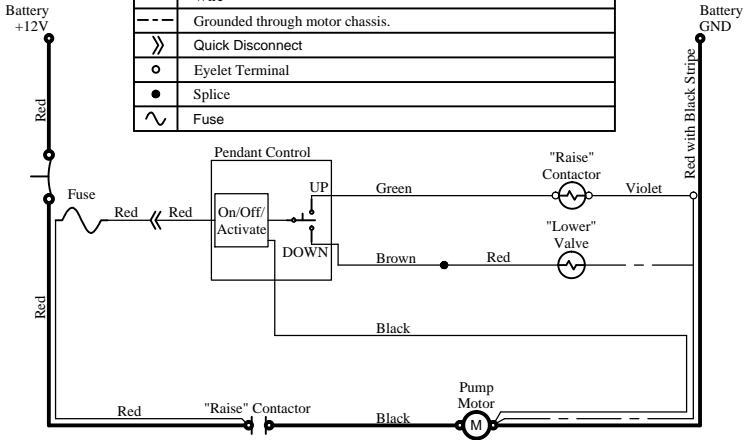 Battery
+12V
Battery
GND
Wire
Grounded through motor chassis.
Quick Disconnect
Eyelet Terminal
Splice
Fuse
Red
Red with Black Stripe
Pendant Control
"Raise"
Contactor
Fuse
Red
Red
On/Off/
Activate
UP
DOWN
Green
Violet
"Lower"
Valve
Brown
Red
Red
Black
Red
"Raise" Contactor
Black
Pump
Motor
M